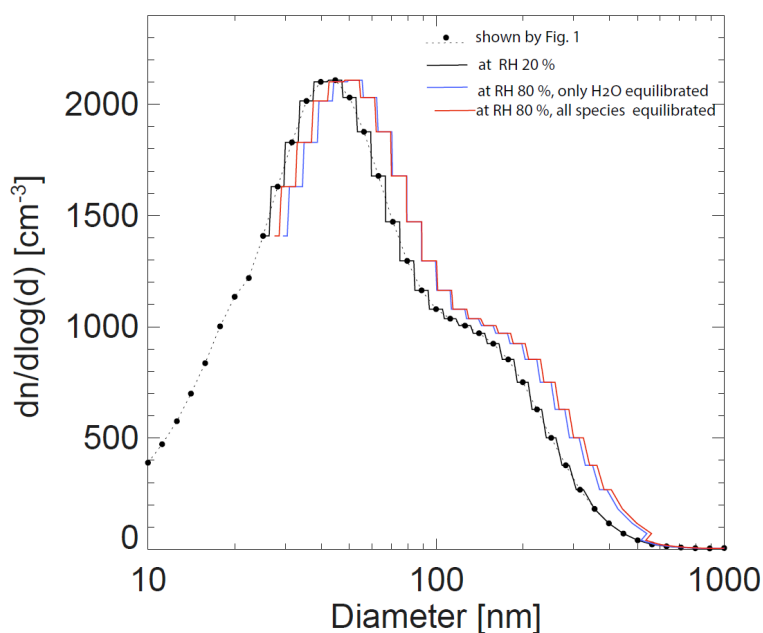 shown by Fig. 1
at RH 20 %
at RH 80 %, only H2O equilibrated
at RH 80 %, all species equilibrated
2000
1500
1000
500
0
dn/dlog(d) [cm-3]
10
100
1000
Diameter [nm]